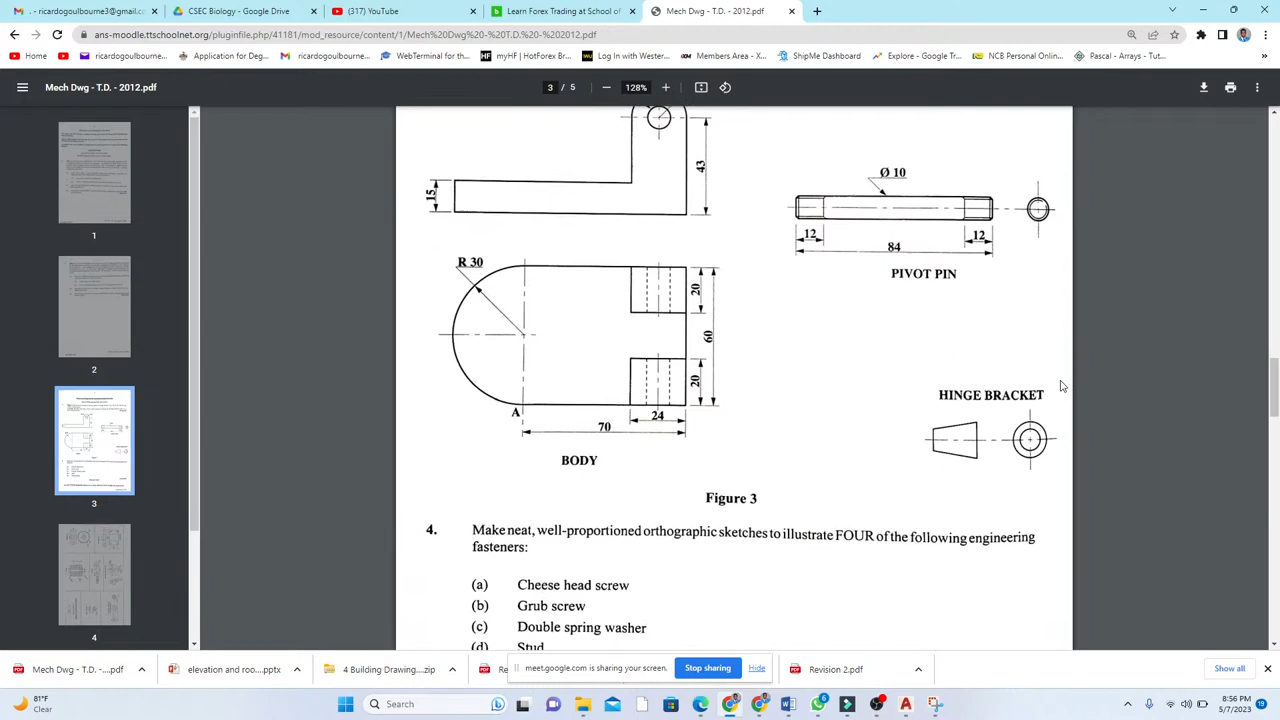 - ricardogoulbourne3@gmail.c
CSEC Biology - Google Drive
(317) YouTube
Learn Forex Trading at School of
Mech Dwg - T.D. - 2012.pdf
ans-moodle.ttschoolnet.org/pluginfile.php/41181/mod_resource/content/1/Mech%20Dwg%20-%20T.D.%20-%202012.pdf
Home
ricardogoulbourne...
Application for Deg...
WebTerminal for th...
myHF | HotForex Bro...
Log In with Wester...
Members Area - XM...
ShipMe Dashboard
Explore - Google Tr...
NCB Personal Online
Pascal - Arrays - Tut...
Mech Dwg - T.D. - 2012.pdf
3 / 5
128%
1
2
3
4
43
15
Ø 10
12
12
84
PIVOT PIN
R 30
20
60
20
24
A
70
BODY
HINGE BRACKET
Figure 3
4. Make neat, well-proportioned orthographic sketches to illustrate FOUR of the following engineering
fasteners:
(a) Cheese head screw
(b) Grub screw
(c) Double spring washer
(d) Stud
Mech Dwg - T.D. -....pdf
elevation and roo....pptx
4 Building Drawing....zip
meet.google.com is sharing your screen.
Stop sharing
Hide
Revision 2.pdf
Show all
Clear
Search
8:56 PM
5/7/2023